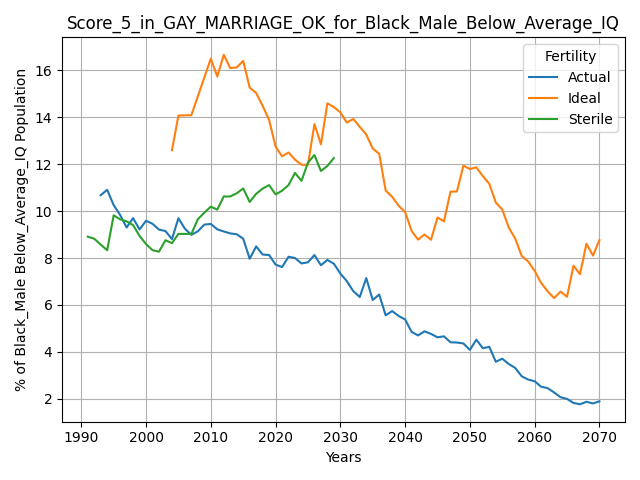 Score_5_in_GAY_MARRIAGE_OK_for_Black_Male_Below_Average_IQ
Fertility
Actual
Ideal
Sterile
% of Black_Male Below_Average_IQ Population
16
14
12
10
8
6
4
2
1990 2000 2010 2020 2030 2040 2050 2060 2070
Years